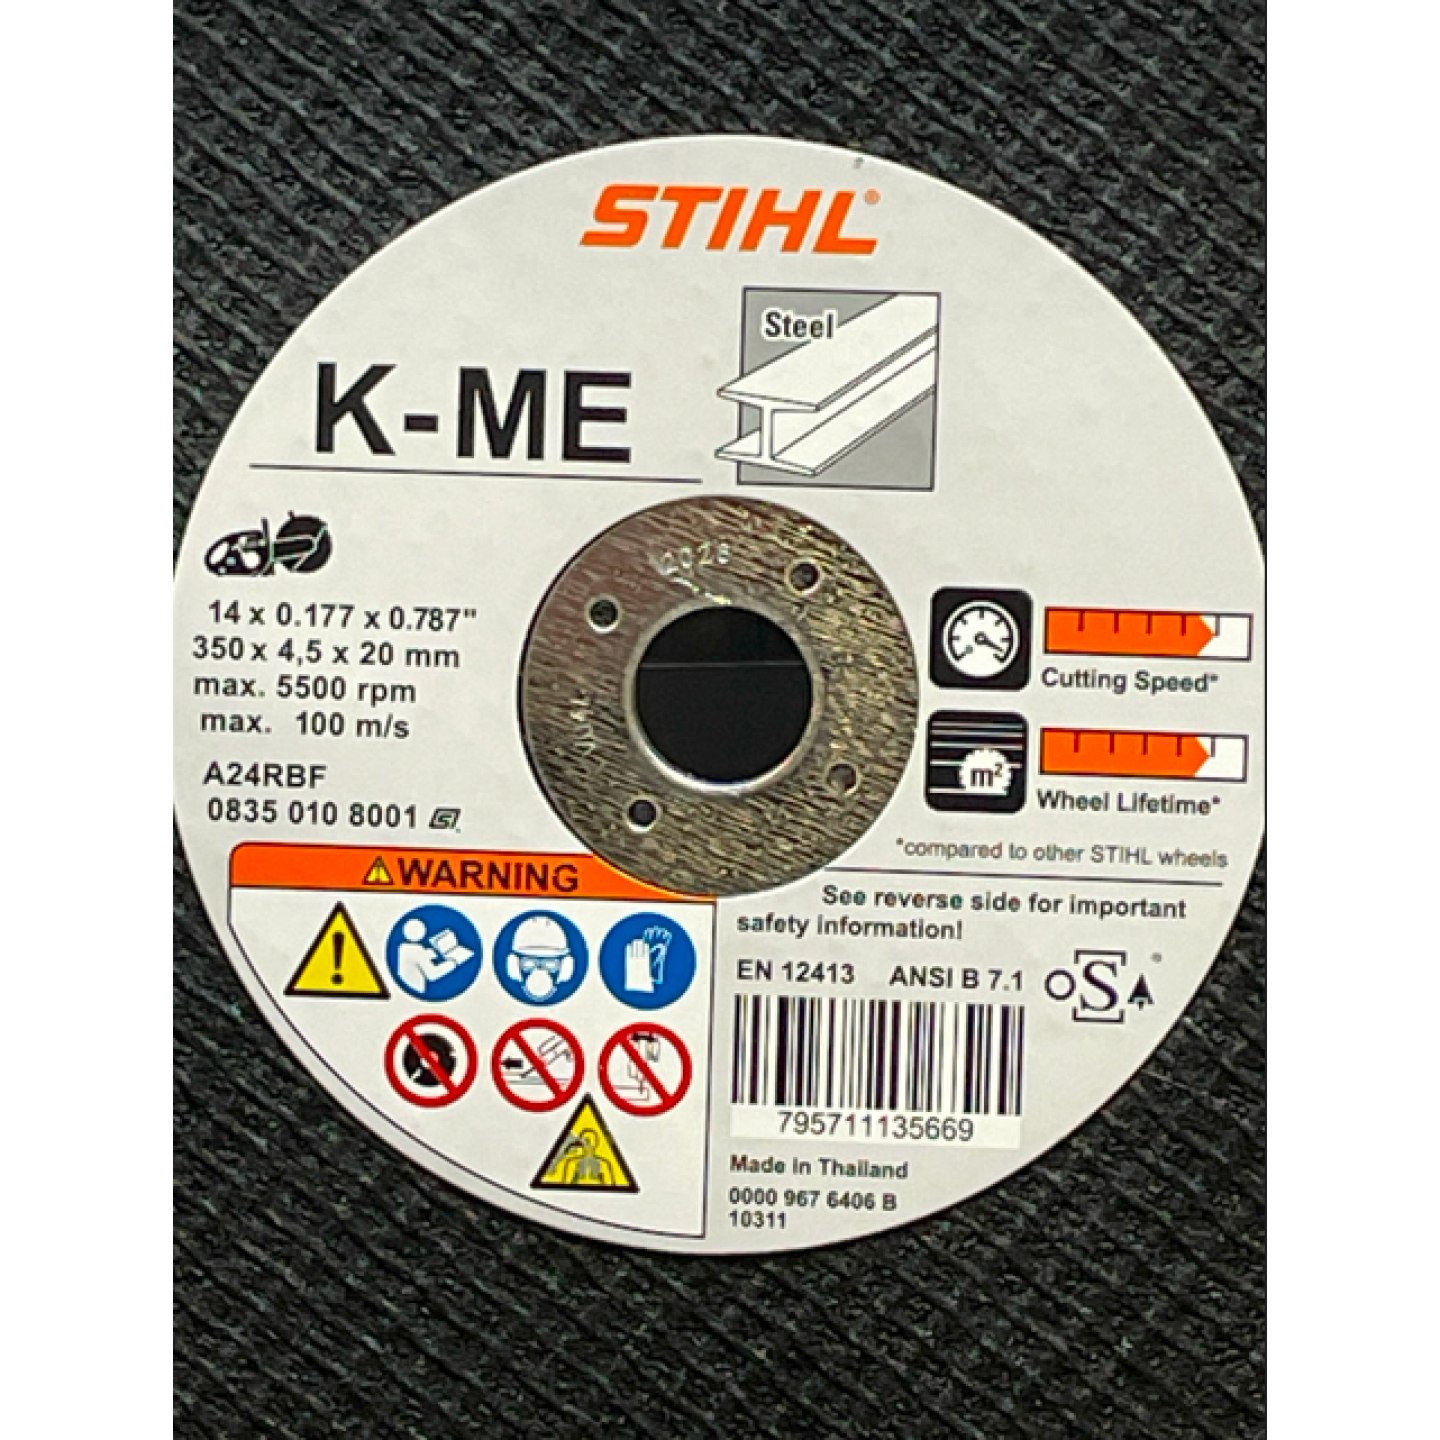 STIHL®
Steel
K-ME
14 x 0.177 x 0.787"
350 x 4,5 x 20 mm
max. 5500 rpm
max. 100 m/s
A24RBF
0835 010 8001
Cutting Speed*
m²
Wheel Lifetime*
*compared to other STIHL wheels
WARNING
See reverse side for important
safety information!
EN 12413 ANSI B 7.1
oSa
795711135669
Made in Thailand
0000 967 6406 B
10311